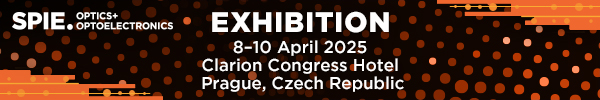 SPIE. OPTICS+
OPTOELECTRONICS
EXHIBITION
8–10 April 2025
Clarion Congress Hotel
Prague, Czech Republic